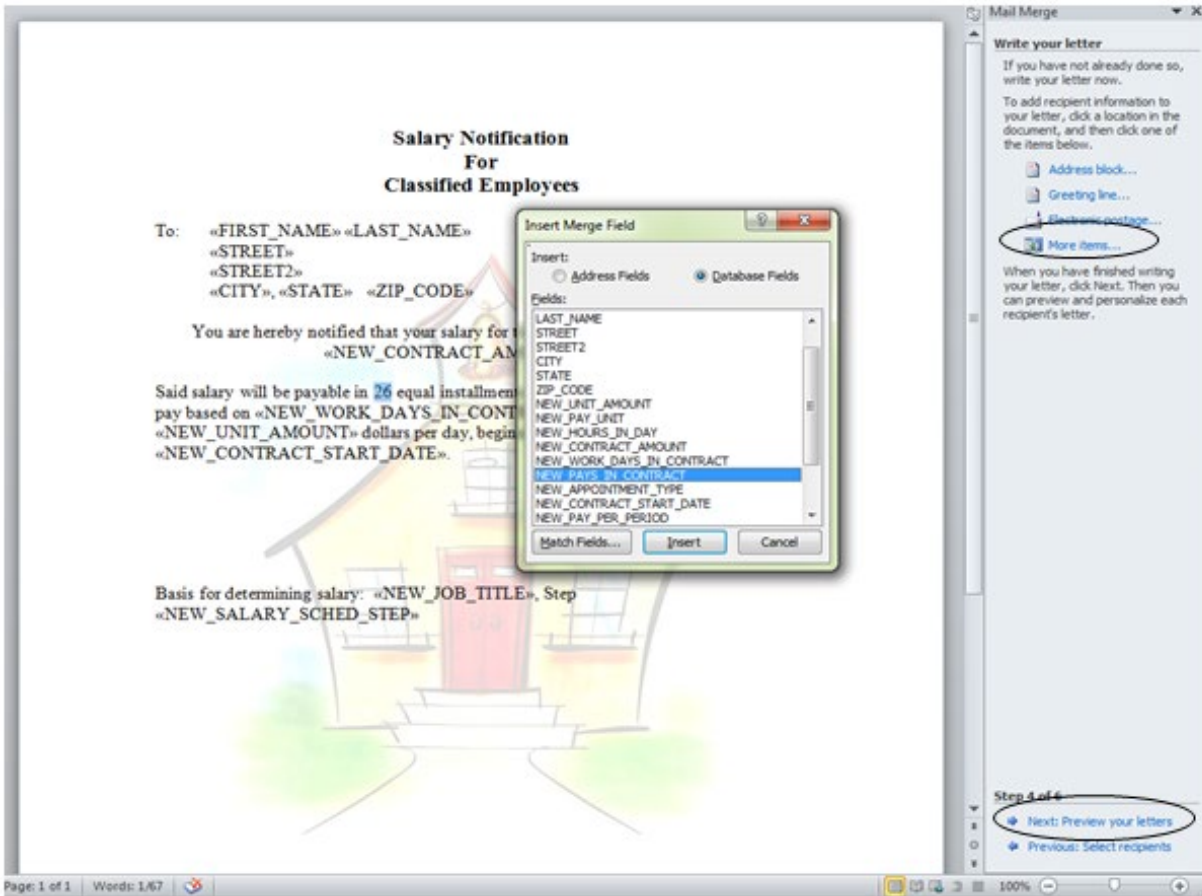 Salary Notification
For
Classified Employees
To: «FIRST_NAME» «LAST_NAME»
«STREET»
«STREET2»
«CITY», «STATE» «ZIP_CODE»
You are hereby notified that your salary for
«NEW_CONTRACT_AM
Said salary will be payable in 26 equal installment
pay based on «NEW_WORK_DAYS_IN_CONT
«NEW_UNIT_AMOUNT» dollars per day, begin
«NEW_CONTRACT_START_DATE».
Basis for determining salary: «NEW_JOB_TITLE», Step
«NEW_SALARY_SCHED_STEP»
Insert Merge Field
Insert:
Address Fields Database Fields
Fields:
LAST_NAME
STREET
STREET2
CITY
STATE
ZIP_CODE
NEW_UNIT_AMOUNT
NEW_PAY_UNIT
NEW_HOURS_IN_DAY
NEW_CONTRACT_AMOUNT
NEW_WORK_DAYS_IN_CONTRACT
NEW_PAYS_IN_CONTRACT
NEW_APPOINTMENT_TYPE
NEW_CONTRACT_START_DATE
NEW_PAY_PER_PERIOD
Match Fields... Insert Cancel
Mail Merge
Write your letter
If you have not already done so,
write your letter now.
To add recipient information to
your letter, click a location in the
document, and then click one of
the items below.
Address block...
Greeting line...
Electronic postage...
More items...
When you have finished writing
your letter, click Next. Then you
can preview and personalize each
recipient's letter.
Step 4 of 6
Next: Preview your letters
Previous: Select recipients
Page: 1 of 1 Words: 1/67 100%